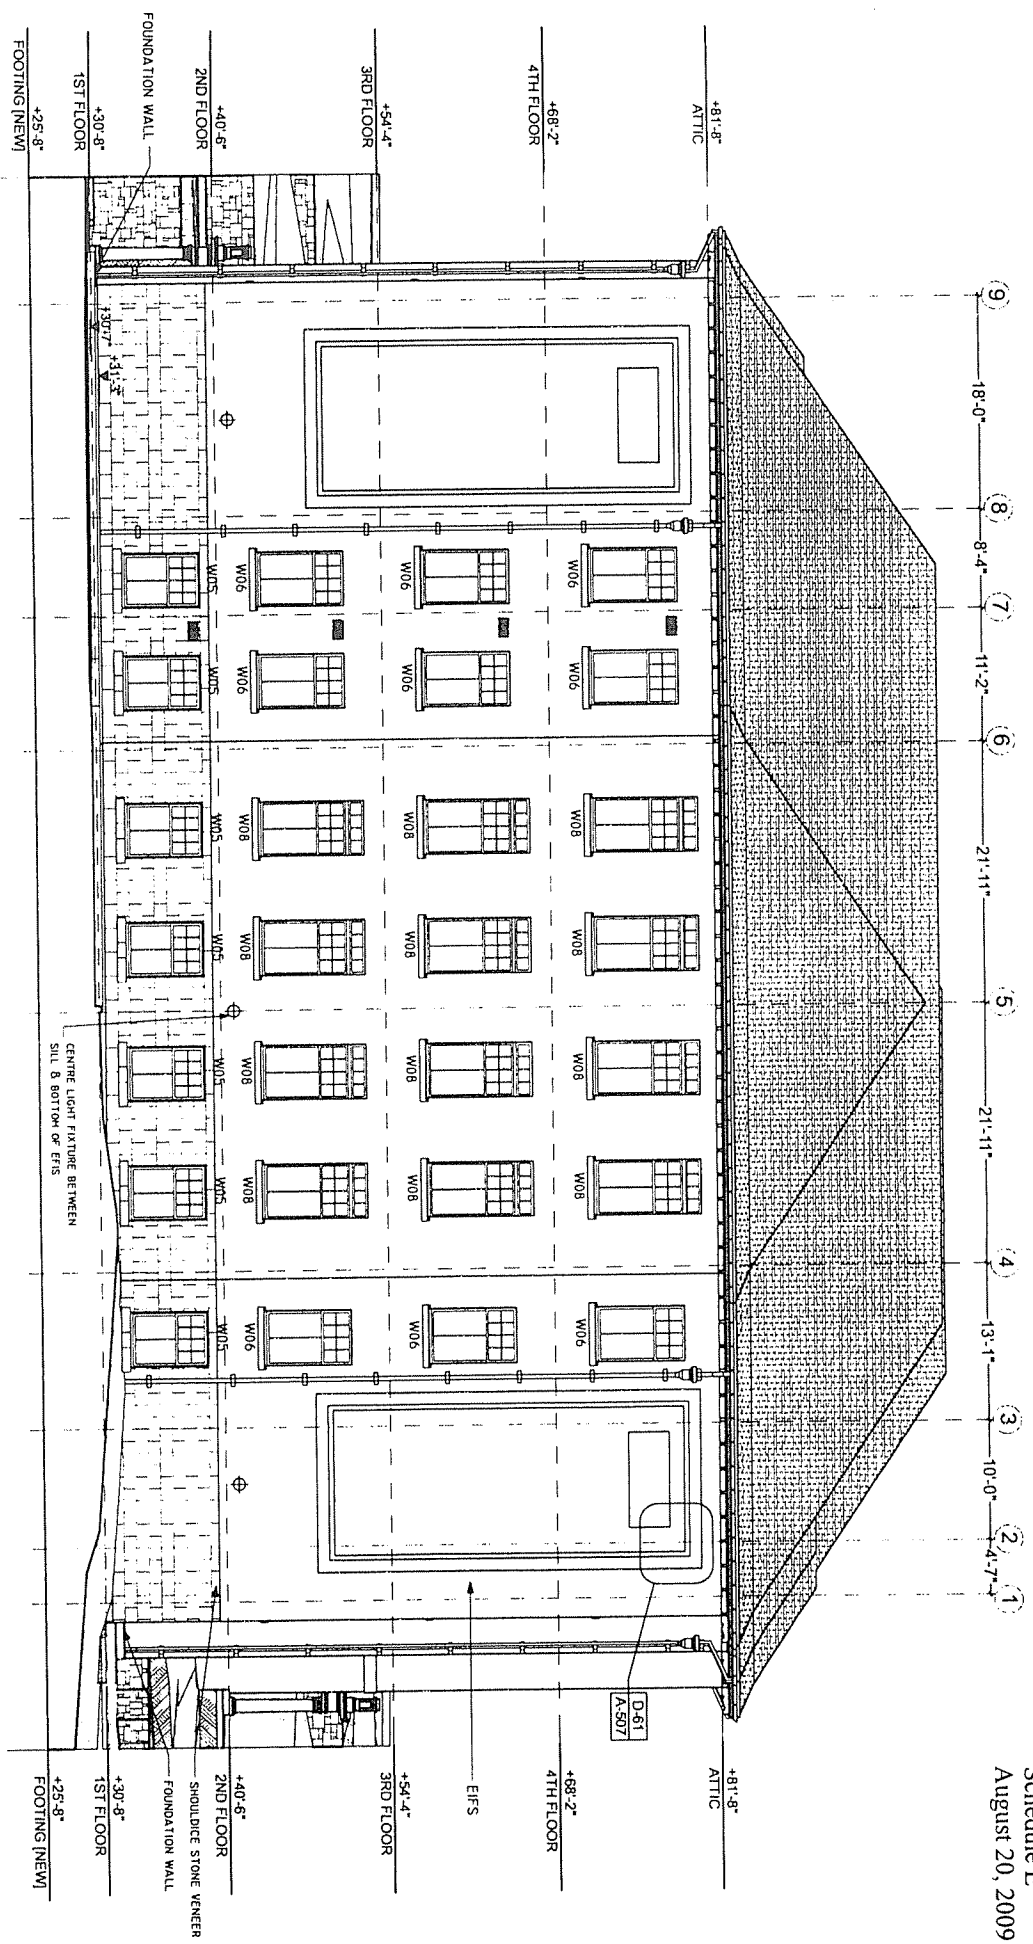 Schedule E
August 20, 2009
9
8
7
6
5
4
3
2
1
18'-0"
8'-4"
11'-2"
21'-11"
21'-11"
13'-1"
10'-0"
4'-7"
+81'-8"
ATTIC
+68'-2"
4TH FLOOR
+54'-4"
3RD FLOOR
+40'-6"
2ND FLOOR
+30'-8"
1ST FLOOR
+25'-8"
FOOTING [NEW]
FOUNDATION WALL
+30'-7"
+31'-3"
W06
W06
W06
W05
W06
W06
W05
W08
W08
W08
W05
W08
W08
W08
W05
W08
W08
W08
W05
W08
W08
W08
W05
W06
W06
W06
W05
CENTRE LIGHT FIXTURE BETWEEN
SILL & BOTTOM OF EFIS
D-61
A-507
+81'-8"
ATTIC
+68'-2"
4TH FLOOR
EIFS
+54'-4"
3RD FLOOR
+40'-6"
2ND FLOOR
SHOULDICE STONE VENEER
FOUNDATION WALL
+30'-8"
1ST FLOOR
+25'-8"
FOOTING [NEW]